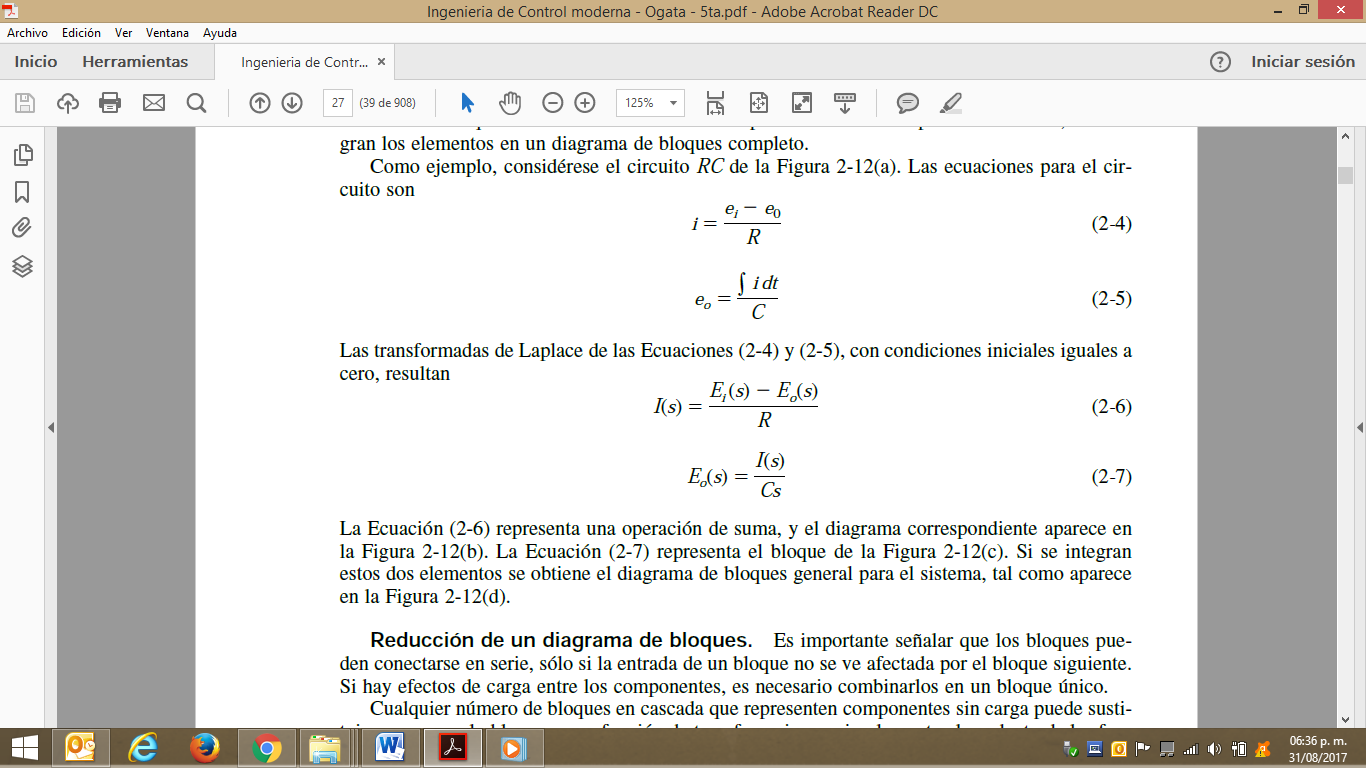 Ingenieria de Control moderna - Ogata - 5ta.pdf - Adobe Acrobat Reader DC
Archivo Edición Ver Ventana Ayuda
Inicio Herramientas Ingenieria de Contr... × ? Iniciar sesión
27 (39 de 908) 125%
gran los elementos en un diagrama de bloques completo.
Como ejemplo, considérese el circuito RC de la Figura 2-12(a). Las ecuaciones para el cir-
cuito son
i = (e_i − e_0) / R (2-4)
e_o = ∫ i dt / C (2-5)
Las transformadas de Laplace de las Ecuaciones (2-4) y (2-5), con condiciones iniciales iguales a
cero, resultan
I(s) = (E_i(s) − E_o(s)) / R (2-6)
E_o(s) = I(s) / Cs (2-7)
La Ecuación (2-6) representa una operación de suma, y el diagrama correspondiente aparece en
la Figura 2-12(b). La Ecuación (2-7) representa el bloque de la Figura 2-12(c). Si se integran
estos dos elementos se obtiene el diagrama de bloques general para el sistema, tal como aparece
en la Figura 2-12(d).
Reducción de un diagrama de bloques. Es importante señalar que los bloques pue-
den conectarse en serie, sólo si la entrada de un bloque no se ve afectada por el bloque siguiente.
Si hay efectos de carga entre los componentes, es necesario combinarlos en un bloque único.
Cualquier número de bloques en cascada que representen componentes sin carga puede susti-
06:36 p. m.
31/08/2017